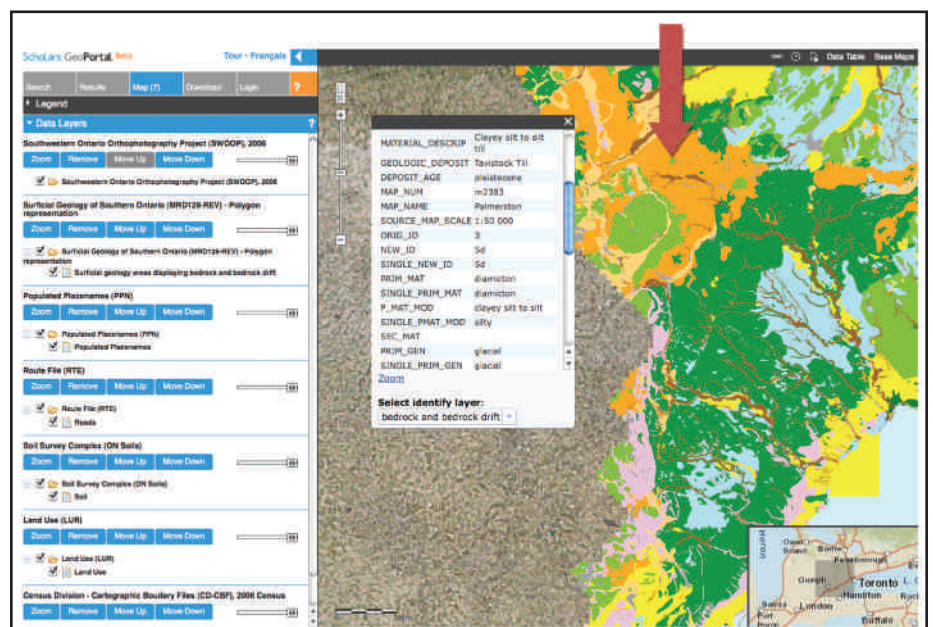 Scholars GeoPortal Beta
Tour - Français
Search Results Map (7) Download Login ?
Legend
Data Layers ?
Southwestern Ontario Orthophotography Project (SWOOP), 2006
Zoom Remove Move Up Move Down
Southwestern Ontario Orthophotography Project (SWOOP), 2006
Surficial Geology of Southern Ontario (MRD128-REV) - Polygon
representation
Zoom Remove Move Up Move Down
Surficial Geology of Southern Ontario (MRD128-REV) - Polygon
representation
Surficial geology areas displaying bedrock and bedrock drift
Populated Placenames (PPN)
Zoom Remove Move Up Move Down
Populated Placenames (PPN)
Populated Placenames
Route File (RTE)
Zoom Remove Move Up Move Down
Route File (RTE)
Roads
Soil Survey Complex (ON Soils)
Zoom Remove Move Up Move Down
Soil Survey Complex (ON Soils)
Soil
Land Use (LUR)
Zoom Remove Move Up Move Down
Land Use (LUR)
Land Use
Census Division - Cartographic Boudary Files (CD-CBF), 2006 Census
Zoom Remove Move Up Move Down
Data Table Base Maps
MATERIAL_DESCRIP Clayey silt to silt
till
GEOLOGIC_DEPOSIT Tavistock Till
DEPOSIT_AGE pleistocene
MAP_NUM m2383
MAP_NAME Palmerston
SOURCE_MAP_SCALE 1:50 000
ORIG_ID 3
NEW_ID 5d
SINGLE_NEW_ID 5d
PRIM_MAT diamicton
SINGLE_PRIM_MAT diamicton
P_MAT_MOD clayey silt to silt
SINGLE_PMAT_MOD silty
SEC_MAT
PRIM_GEN glacial
SINGLE_PRIM_GEN glacial
Zoom
Select identify layer:
bedrock and bedrock drift
Huron
Owen
Sound Barrie
Peterborough
Guelph Toronto
Hamilton
Sarnia London
Port
Huron Buffalo